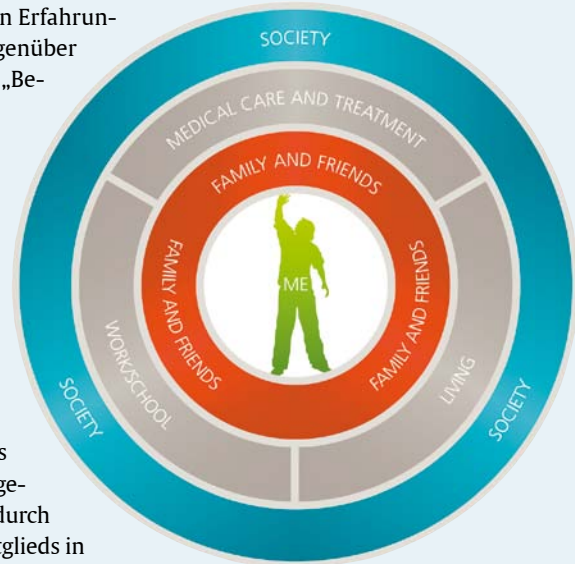 n Erfahrun-
genüber
„Be-
SOCIETY
MEDICAL CARE AND TREATMENT
FAMILY AND FRIENDS
ME
FAMILY AND FRIENDS
FAMILY AND FRIENDS
WORK/SCHOOL
LIVING
SOCIETY
SOCIETY
s
ge-
durch
tglieds in